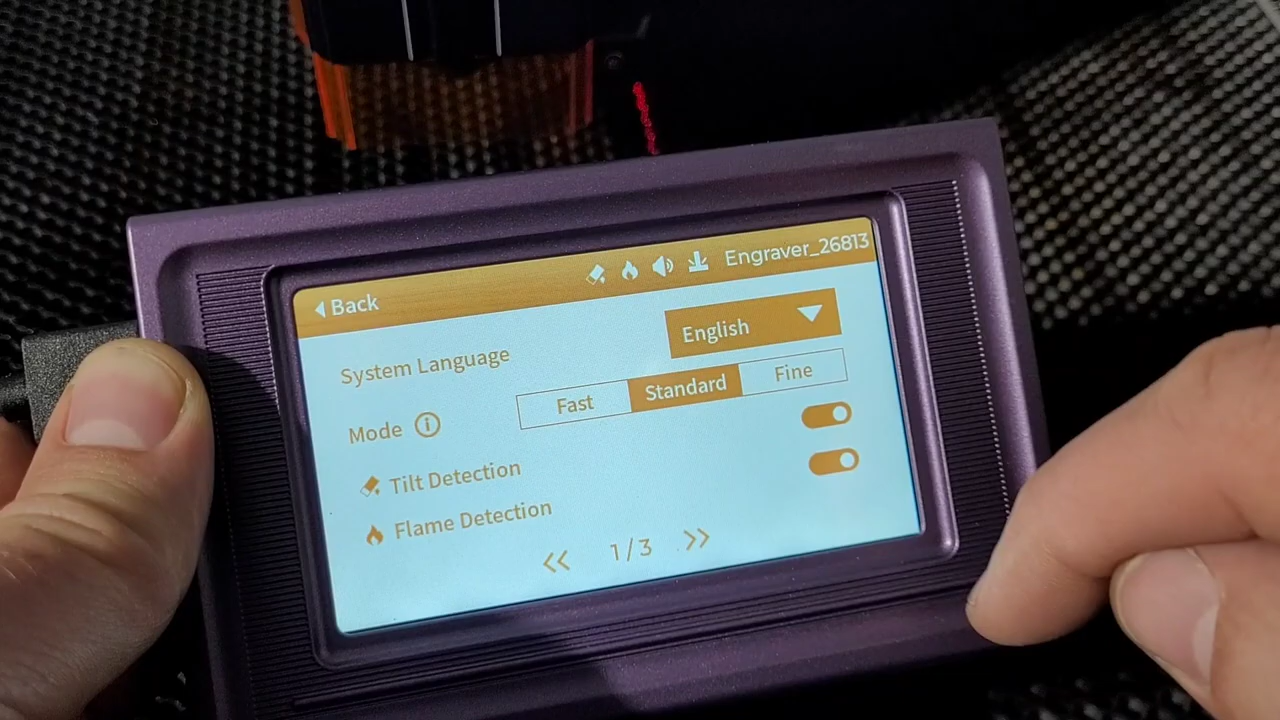 Back
Engraver_26813
System Language
English
Mode
Fast
Standard
Fine
Tilt Detection
Flame Detection
<< 1/3 >>